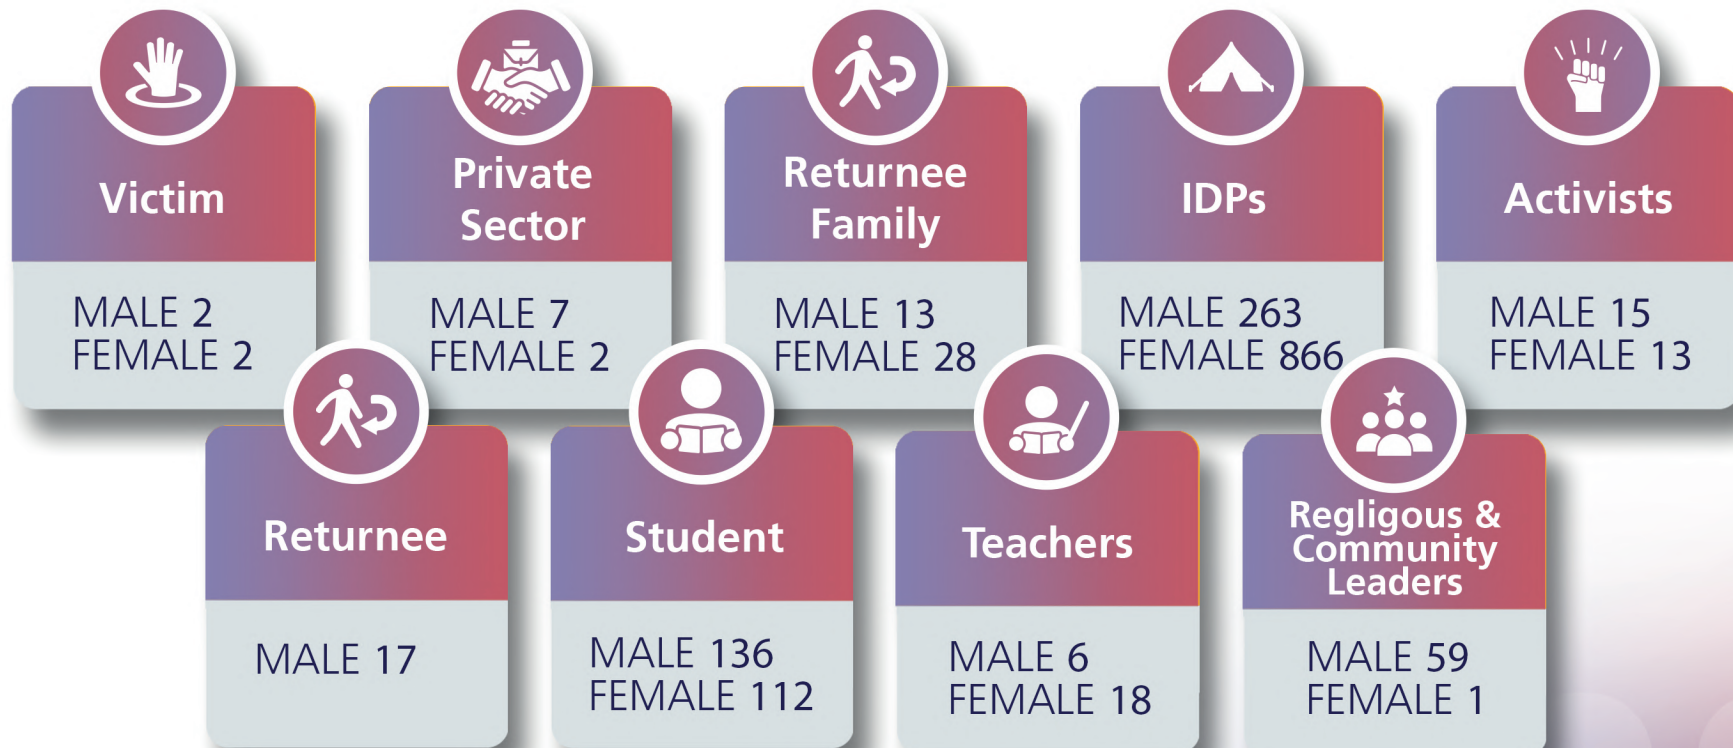 Victim
MALE 2
FEMALE 2
Private
Sector
MALE 7
FEMALE 2
Returnee
Family
MALE 13
FEMALE 28
IDPs
MALE 263
FEMALE 866
Activists
MALE 15
FEMALE 13
Returnee
MALE 17
Student
MALE 136
FEMALE 112
Teachers
MALE 6
FEMALE 18
Regligous &
Community
Leaders
MALE 59
FEMALE 1